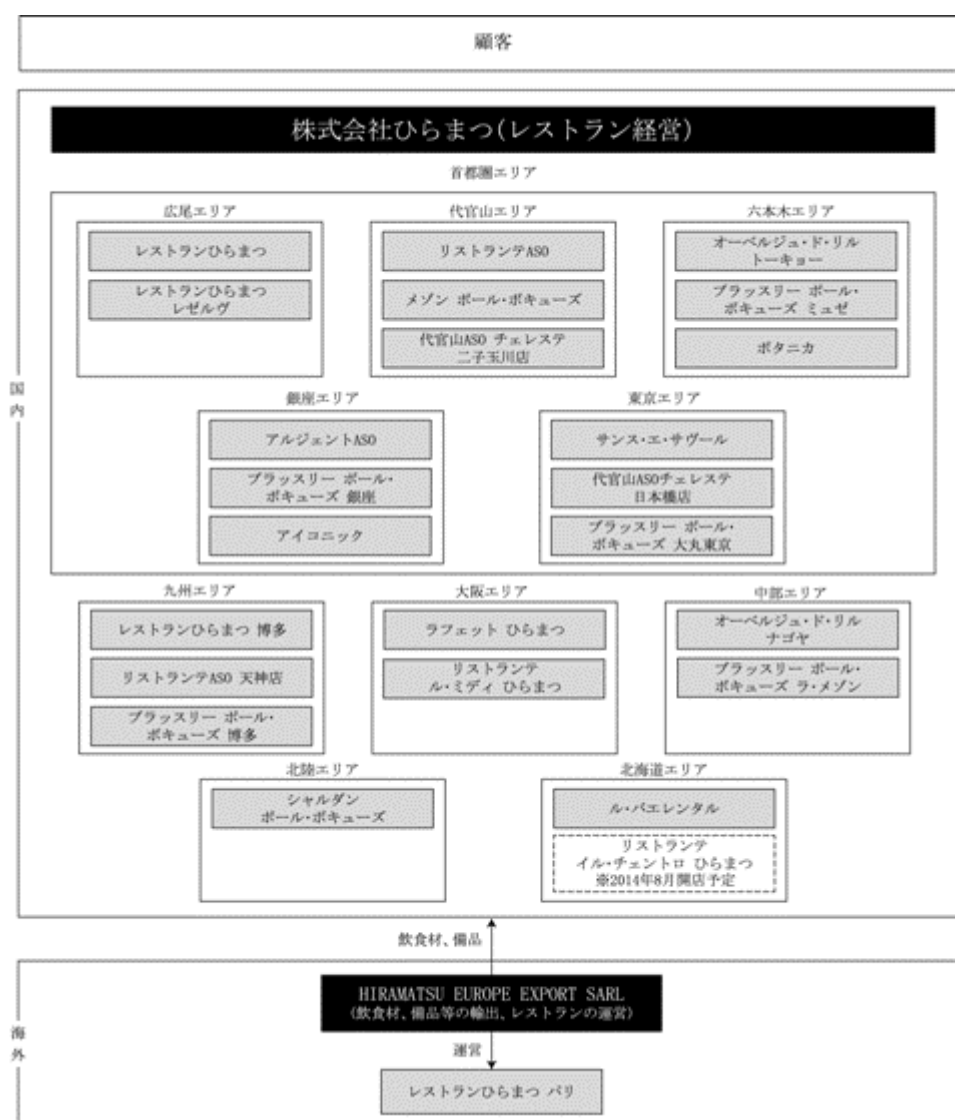 顧客
株式会社ひらまつ(レストラン経営)
首都圏エリア
広尾エリア
レストランひらまつ
レストランひらまつ
レゼルヴ
代官山エリア
リストランテASO
メゾン ポール・ボキューズ
代官山ASO チェレステ
二子玉川店
六本木エリア
オーベルジュ・ド・リル
トーキョー
ブラッスリー ポール・
ボキューズ ミュゼ
ボタニカ
銀座エリア
アルジェントASO
ブラッスリー ポール・
ボキューズ 銀座
アイコニック
東京エリア
サンス・エ・サヴール
代官山ASOチェレステ
日本橋店
ブラッスリー ポール・
ボキューズ 大丸東京
国内
九州エリア
レストランひらまつ 博多
リストランテASO 天神店
ブラッスリー ポール・
ボキューズ 博多
大阪エリア
ラフェット ひらまつ
リストランテ
ル・ミディ ひらまつ
中部エリア
オーベルジュ・ド・リル
ナゴヤ
ブラッスリー ポール・
ボキューズ ラ・メゾン
北陸エリア
シャルダン
ポール・ボキューズ
北海道エリア
ル・バエレンタル
リストランテ
イル・チェントロ ひらまつ
※2014年8月開店予定
飲食材、備品
HIRAMATSU EUROPE EXPORT SARL
(飲食材、備品等の輸出、レストランの運営)
海外
運営
レストランひらまつ パリ